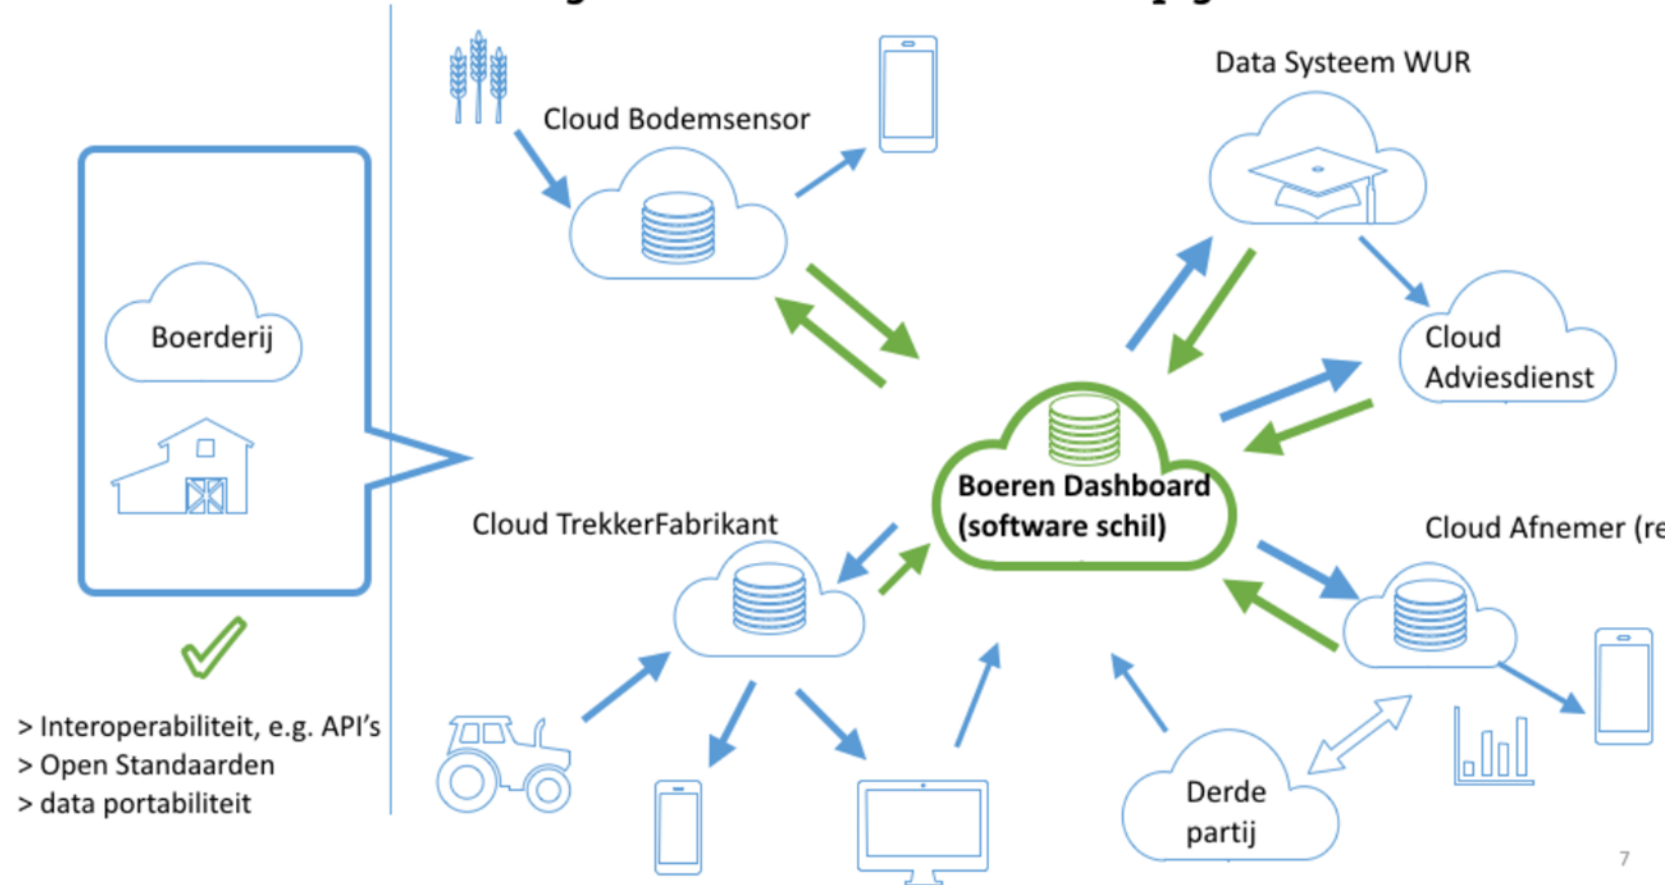 Data Systeem WUR
Cloud Bodemsensor
Boerderij
Cloud
Adviesdienst
Boeren Dashboard
(software schil)
Cloud TrekkerFabrikant
Cloud Afnemer (re
> Interoperabiliteit, e.g. API's
> Open Standaarden
> data portabiliteit
Derde
partij
7